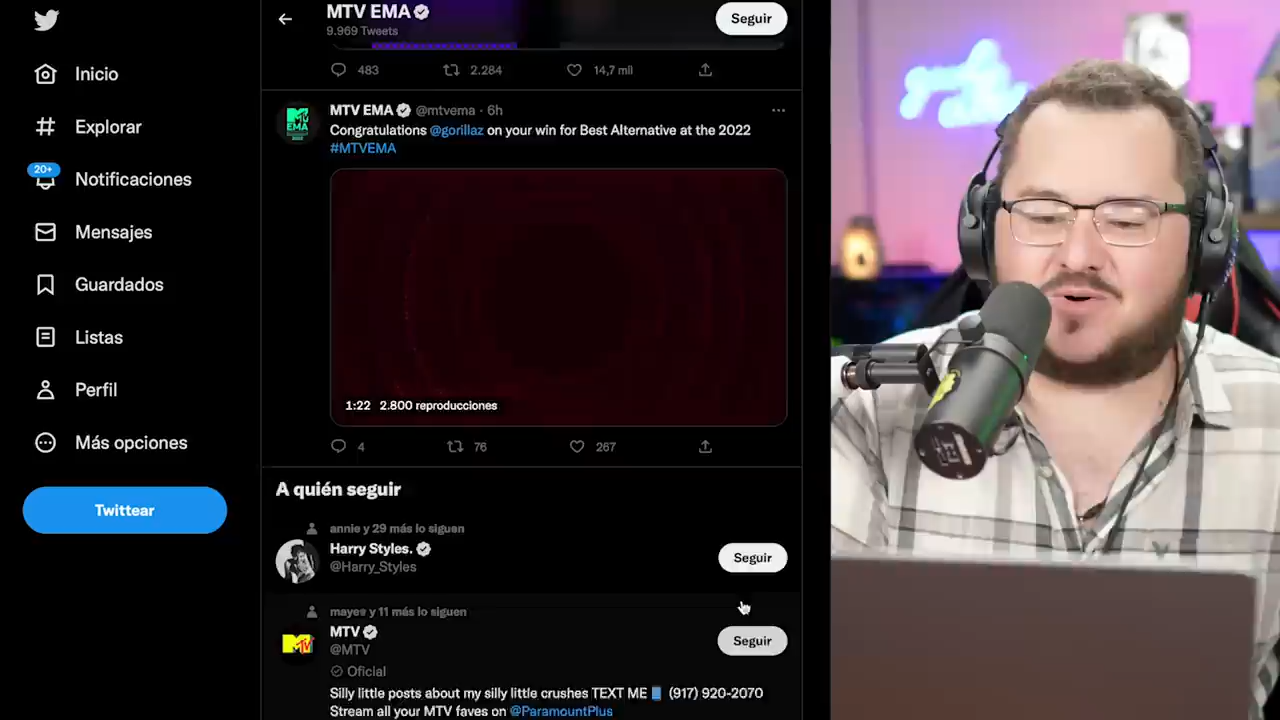 MTV EMA
9.969 Tweets
Seguir
483
2.284
14,7 mil
Inicio
Explorar
20+
Notificaciones
Mensajes
Guardados
Listas
Perfil
Más opciones
Twittear
MTV EMA @mtvema · 6h
Congratulations @gorillaz on your win for Best Alternative at the 2022
#MTVEMA
1:22 2.800 reproducciones
4
76
267
A quién seguir
annie y 29 más lo siguen
Harry Styles.
@Harry_Styles
Seguir
mayes y 11 más lo siguen
MTV
@MTV
Seguir
Oficial
Silly little posts about my silly little crushes TEXT ME (917) 920-2070
Stream all your MTV faves on @ParamountPlus